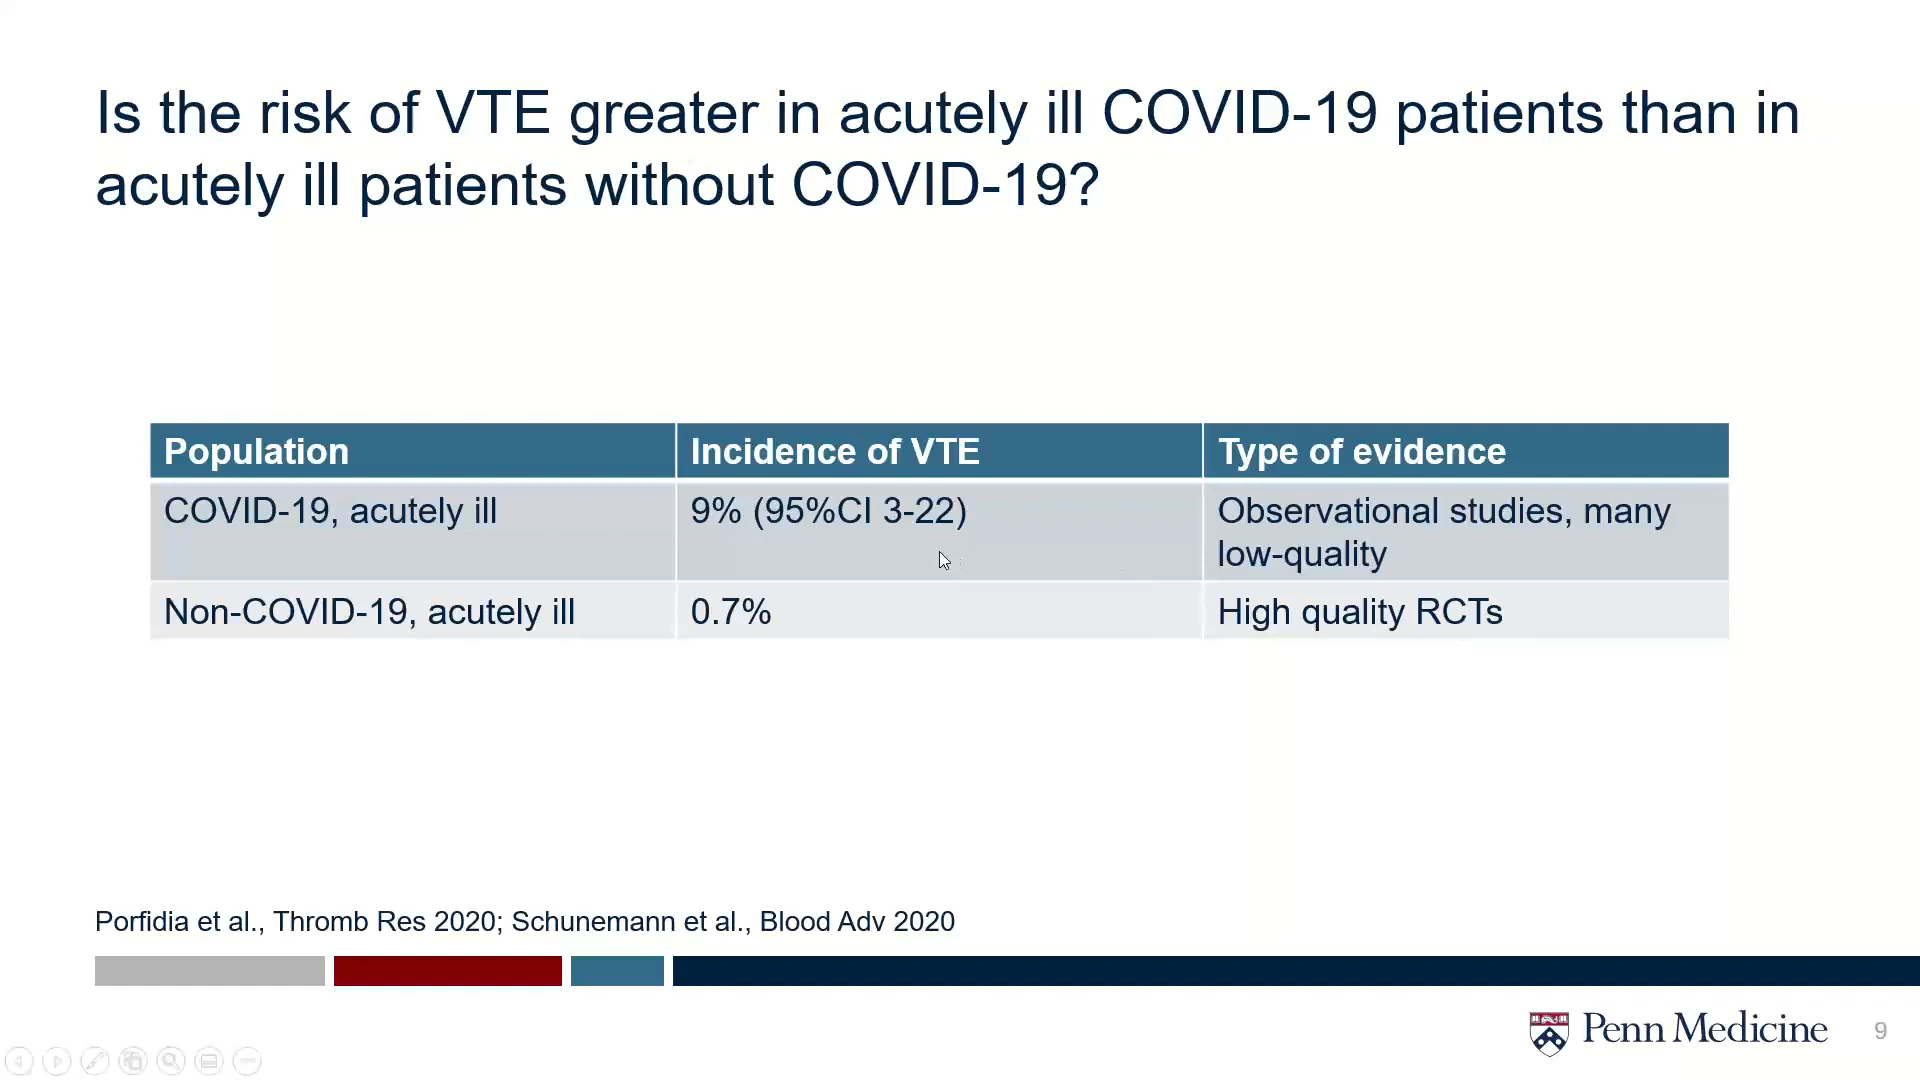 Is the risk of VTE greater in acutely ill COVID-19 patients than in
acutely ill patients without COVID-19?
Population Incidence of VTE Type of evidence
COVID-19, acutely ill 9% (95%CI 3-22) Observational studies, many
low-quality
Non-COVID-19, acutely ill 0.7% High quality RCTs
Porfidia et al., Thromb Res 2020; Schunemann et al., Blood Adv 2020
Penn Medicine 9